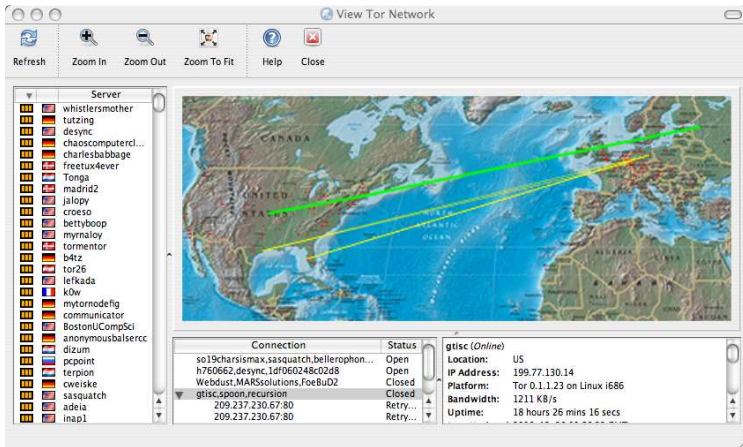 View Tor Network
Refresh
Zoom In
Zoom Out
Zoom To Fit
Help
Close
Server
whistlersmother
tutzing
desync
chaoscomputercl...
charlesbabbage
freetux4ever
Tonga
madrid2
jalopy
croeso
bettyboop
myrnaloy
tormentor
b4tz
tor26
lefkada
k0w
mytornodefig
communicator
BostonUCompSci
anonymousbalsercc
dizum
pcpoint
terpion
cweiske
sasquatch
adeia
inap1
CANADA
UNITED
STATES
NORTH
ATLANTIC
OCEAN
ALGERIA
LIBYA
Connection Status
so19charsismax,sasquatch,bellerophon... Open
h760662,desync,1df060248c02d8 Open
Webdust,MARSsolutions,FoeBuD2 Closed
gtisc,spoon,recursion Closed
209.237.230.67:80 Retry...
209.237.230.67:80 Retry...
gtisc (Online)
Location: US
IP Address: 199.77.130.14
Platform: Tor 0.1.1.23 on Linux i686
Bandwidth: 1211 KB/s
Uptime: 18 hours 26 mins 16 secs